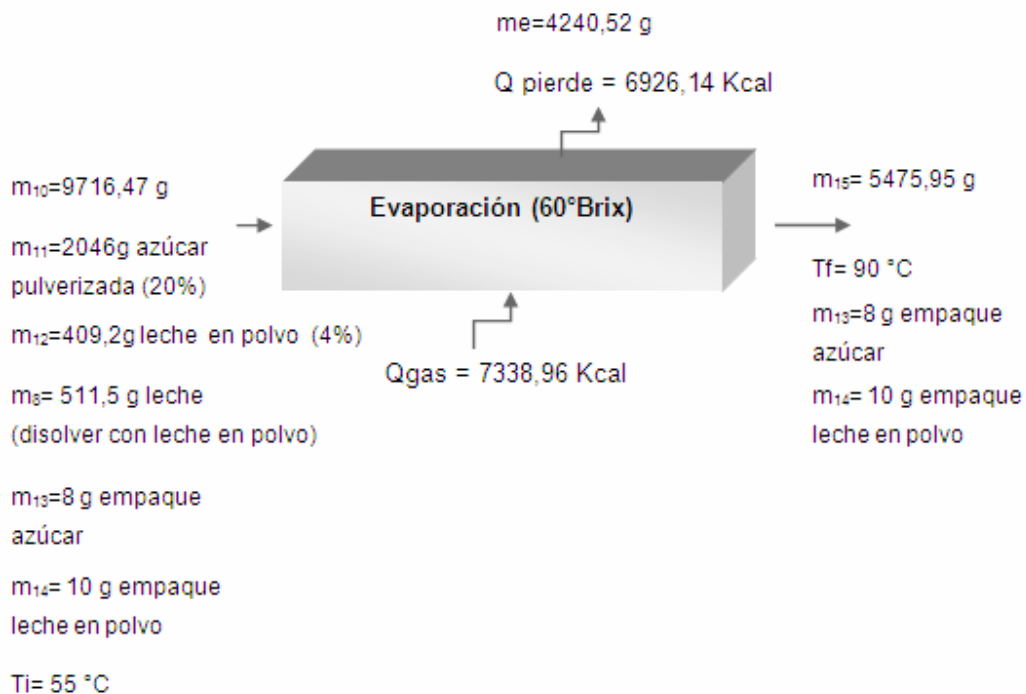 me=4240,52 g
Q pierde = 6926,14 Kcal
m₁₀=9716,47 g
m₁₁=2046g azúcar
pulverizada (20%)
m₁₂=409,2g leche en polvo (4%)
m₈= 511,5 g leche
(disolver con leche en polvo)
m₁₃=8 g empaque
azúcar
m₁₄= 10 g empaque
leche en polvo
Ti= 55 °C
Evaporación (60°Brix)
Qgas = 7338,96 Kcal
m₁₅= 5475,95 g
Tf= 90 °C
m₁₃=8 g empaque
azúcar
m₁₄= 10 g empaque
leche en polvo